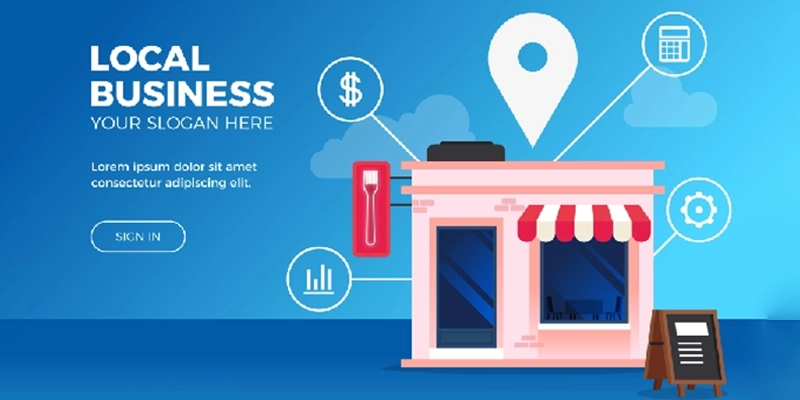 LOCAL
BUSINESS
YOUR SLOGAN HERE
Lorem ipsum dolor sit amet
consectetur adipiscing elit.
SIGN IN
$